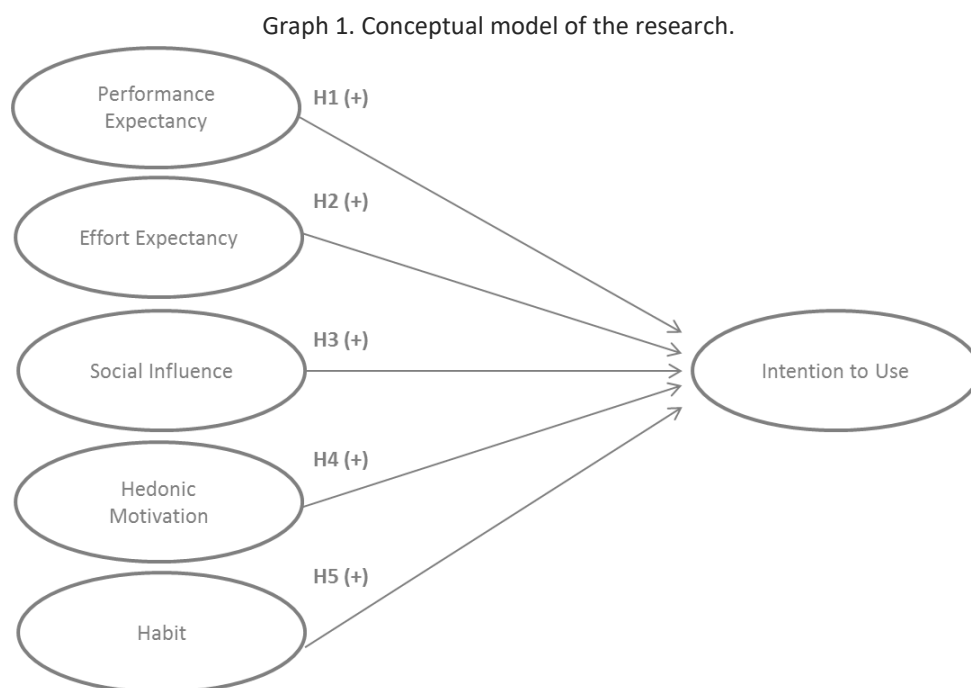 Graph 1. Conceptual model of the research.
Performance
Expectancy
H1 (+)
Effort Expectancy
H2 (+)
Social Influence
H3 (+)
Intention to Use
Hedonic
Motivation
H4 (+)
Habit
H5 (+)